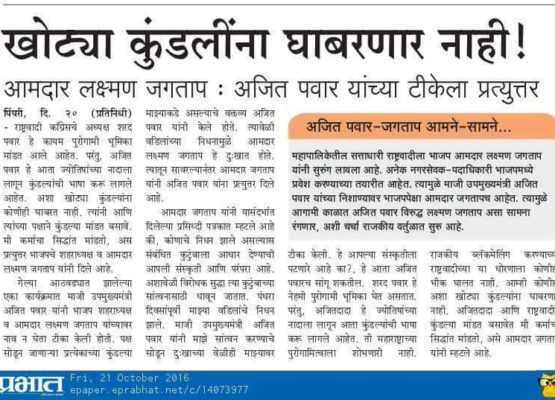 खोट्या कुंडलींना घाबरणार नाही!
आमदार लक्ष्मण जगताप : अजित पवार यांच्या टीकेला प्रत्युत्तर
पिंपरी, दि. २० (प्रतिनिधी)
- राष्ट्रवादी काँग्रेसचे अध्यक्ष शरद
पवार हे कायम पुरोगामी भूमिका
मांडत आले आहेत. परंतु, अजित
पवार हे आता ज्योतिषांच्या नादाला
लागून कुंडल्यांची भाषा करू लागले
आहेत. अशा खोट्या कुंडल्यांना
कोणीही घाबरत नाही. त्यांनी आणि
त्यांच्या पक्षाने कुंडल्या मांडत बसावे.
मी कर्माचा सिद्धांत मांडतो, अस
प्रत्युत्तर भाजपचे शहराध्यक्ष व आमदार
लक्ष्मण जगताप यांनी दिले आहे.
गेल्या आठवड्यात झालेल्या
एका कार्यक्रमात माजी उपमुख्यमंत्री
अजित पवार यांनी भाजप शहराध्यक्ष
व आमदार लक्ष्मण जगताप यांच्यावर
नाव न घेता टीका केली होती. पक्ष
सोडून जाणाऱ्या प्रत्येकाच्या कुंडल्या
माझ्याकडे असल्याचे वक्तव्य अजित
पवार यांनी केले होते. त्यावेळी
वडिलांच्या निधनामुळे आमदार
लक्ष्मण जगताप हे दुःखात होते.
त्यातून सावरल्यानंतर आमदार जगताप
यांनी अजित पवार यांना प्रत्युत्तर दिले
आहे.
आमदार जगताप यांनी यासंदर्भात
दिलेल्या प्रसिध्दी पत्रकात म्हटले आहे
की, कोणाचे निधन झाले असल्यास
संबंधित कुटुंबाला आधार देण्याची
आपली संस्कृती आणि परंपरा आहे.
अशावेळी विरोधक सुद्धा त्या कुटुंबाच्या
सांत्वनासाठी धावून जातात. पंधरा
दिवसांपूर्वी माझ्या वडिलांचे निधन
झाले. माजी उपमुख्यमंत्री अजित
पवार यांनी माझे सांत्वन करण्याचे
सोडून दुःखाच्या वेळीही माझ्यावर
अजित पवार-जगताप आमने-सामने...
महापालिकेतील सत्ताधारी राष्ट्रवादीला भाजप आमदार लक्ष्मण जगताप
यांनी सुरुंग लावला आहे. अनेक नगरसेवक-पदाधिकारी भाजपमध्ये
प्रवेश करण्याच्या तयारीत आहेत. त्यामुळे माजी उपमुख्यमंत्री अजित
पवार यांच्या निशाण्यावर भाजपपेक्षा आमदार जगतापच आहेत. त्यामुळे
आगामी काळात अजित पवार विरुद्ध लक्ष्मण जगताप असा सामना
रंगणार, अशी चर्चा राजकीय वर्तुळात सुरु आहे.
टीका केली. हे आपल्या संस्कृतीला
पटणारे आहे का?, हे आता अजित
पवारच सांगू शकतील. शरद पवार हे
नेहमी पुरोगामी भूमिका घेत असतात.
परंतु, अजितदादा हे ज्योतिषांच्या
नादाला लागून आता कुंडल्यांची भाषा
करू लागले आहेत. ती महाराष्ट्राच्या
पुरोगामित्वाला शोभणारी नाही.
राजकीय ब्लॅकमेलिंग करण्याच्या
राष्ट्रवादीच्या या धोरणाला कोणीही
भीक घालत नाही. आम्ही कोणीही
अशा खोट्या कुंडल्यांना घाबरणार
नाही. अजितदादा आणि राष्ट्रवादीने
कुंडल्या मांडत बसावेत मी कर्माचा
सिद्धांत मांडतो, असे आमदार जगताप
यांनी म्हटले आहे.
प्रभात
Fri, 21 October 2016
epaper.eprabhat.net/c/14073977